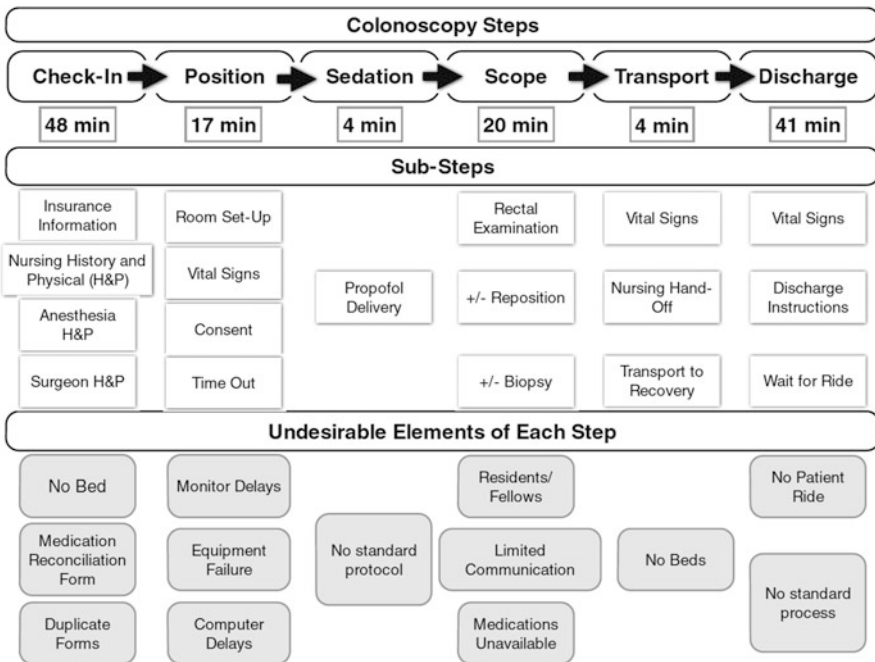 Colonoscopy Steps
Check-In
Position
Sedation
Scope
Transport
Discharge
48 min
17 min
4 min
20 min
4 min
41 min
Sub-Steps
Insurance
Information
Nursing History and
Physical (H&P)
Anesthesia
H&P
Surgeon H&P
Room Set-Up
Vital Signs
Consent
Time Out
Propofol
Delivery
Rectal
Examination
+/- Reposition
+/- Biopsy
Vital Signs
Nursing Hand-
Off
Transport to
Recovery
Vital Signs
Discharge
Instructions
Wait for Ride
Undesirable Elements of Each Step
No Bed
Medication
Reconciliation
Form
Duplicate
Forms
Monitor Delays
Equipment
Failure
Computer
Delays
No standard
protocol
Residents/
Fellows
Limited
Communication
Medications
Unavailable
No Beds
No Patient
Ride
No standard
process